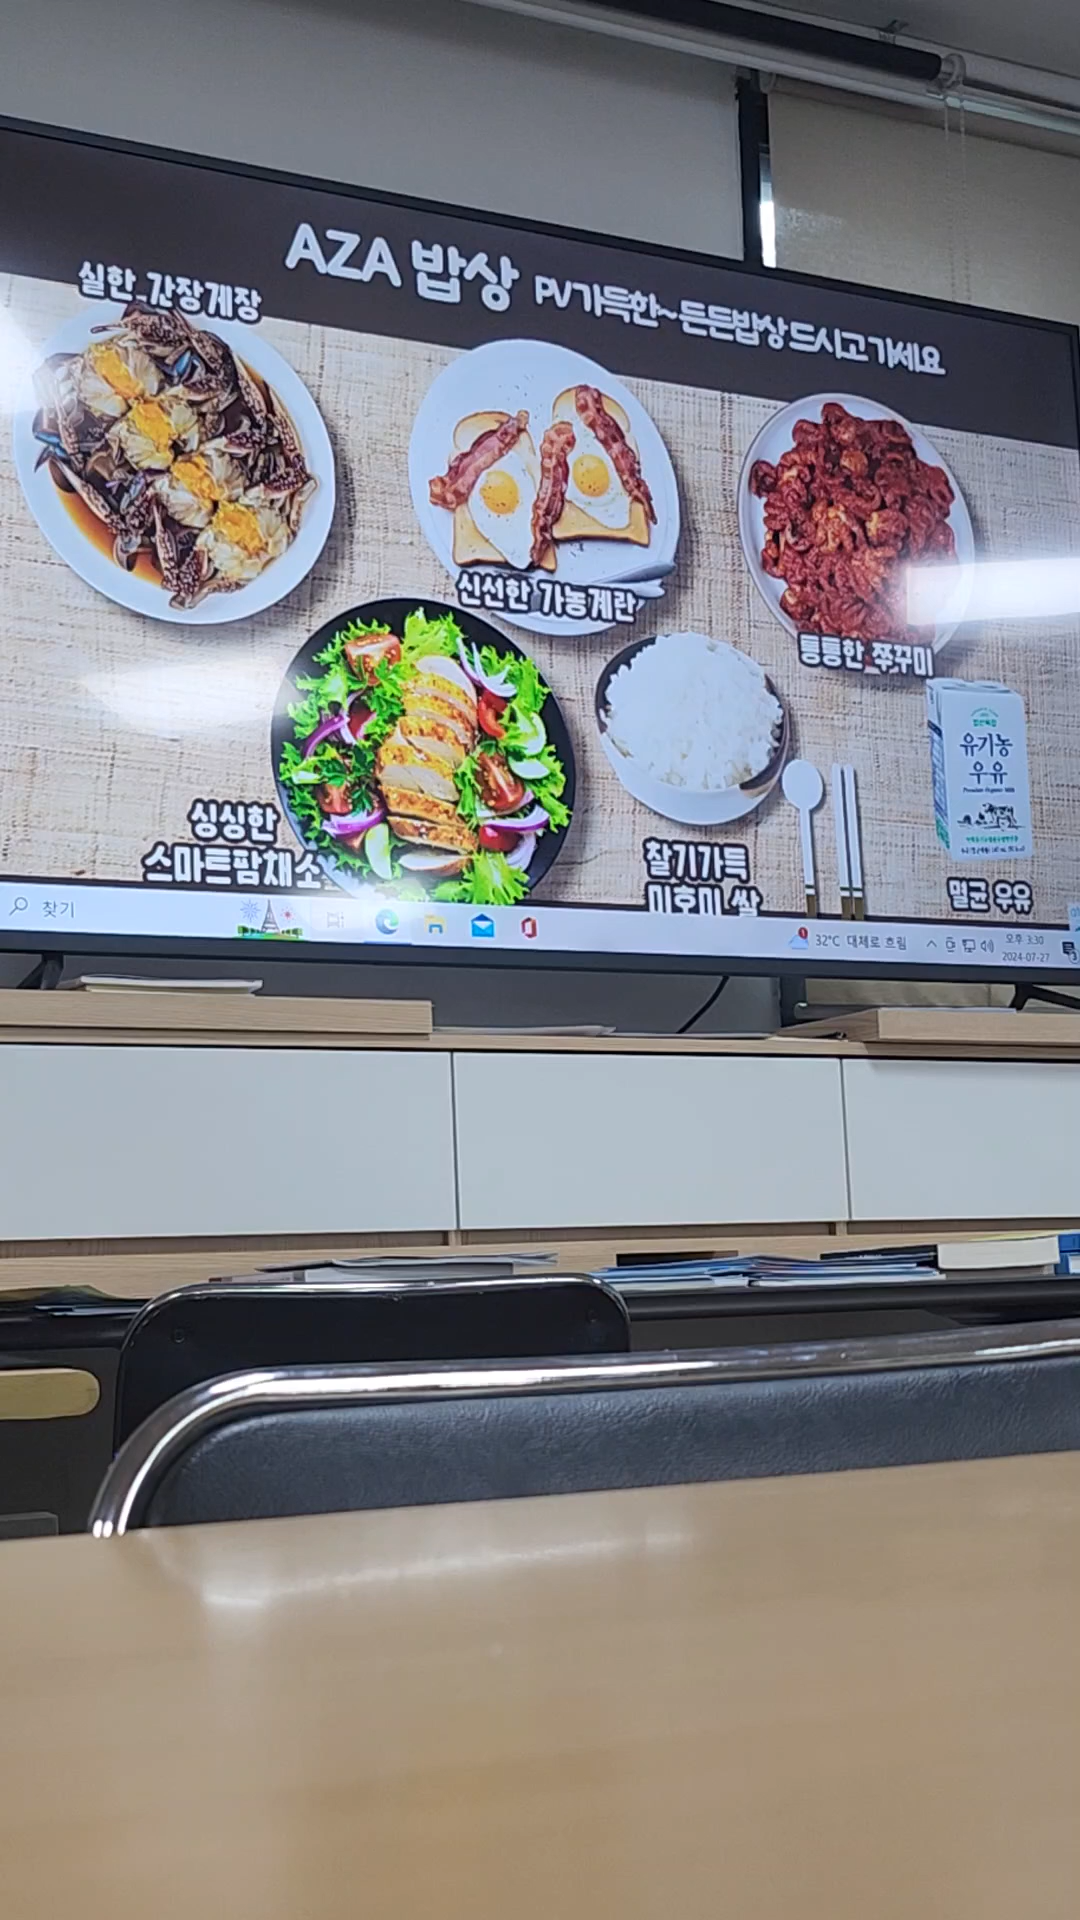 AZA 밥상 PV가득한~든든밥상 드시고 가세요
실한 간장게장
신선한 가농계란
통통한 쭈꾸미
싱싱한
스마트팜채소
찰기가득
미호미 쌀
유기농
우유
멸균 우유
찾기
32°C 대체로 흐림
오후 3:30
2024-07-27